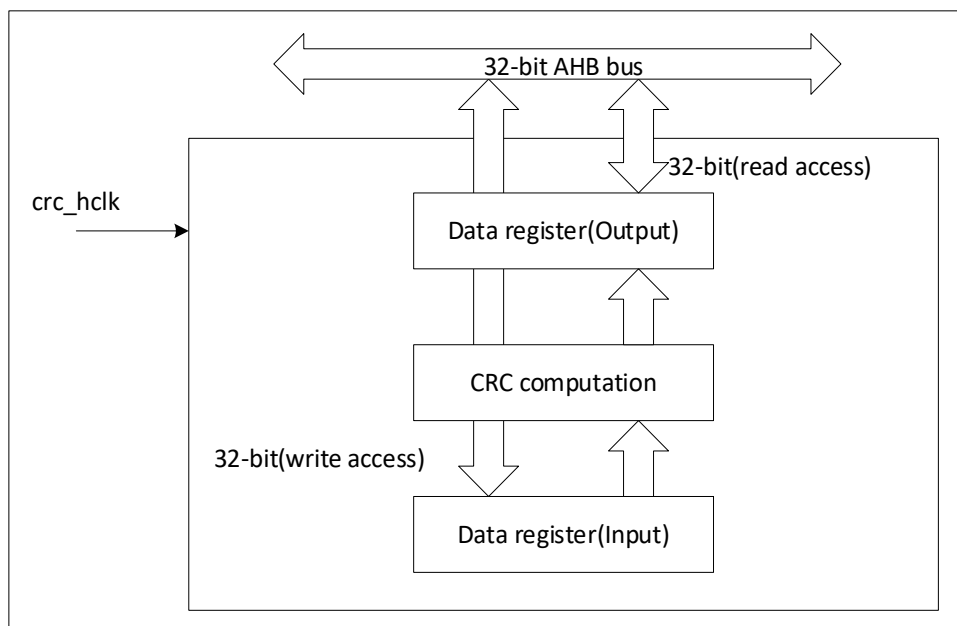 32-bit AHB bus
32-bit(read access)
crc_hclk
Data register(Output)
CRC computation
32-bit(write access)
Data register(Input)